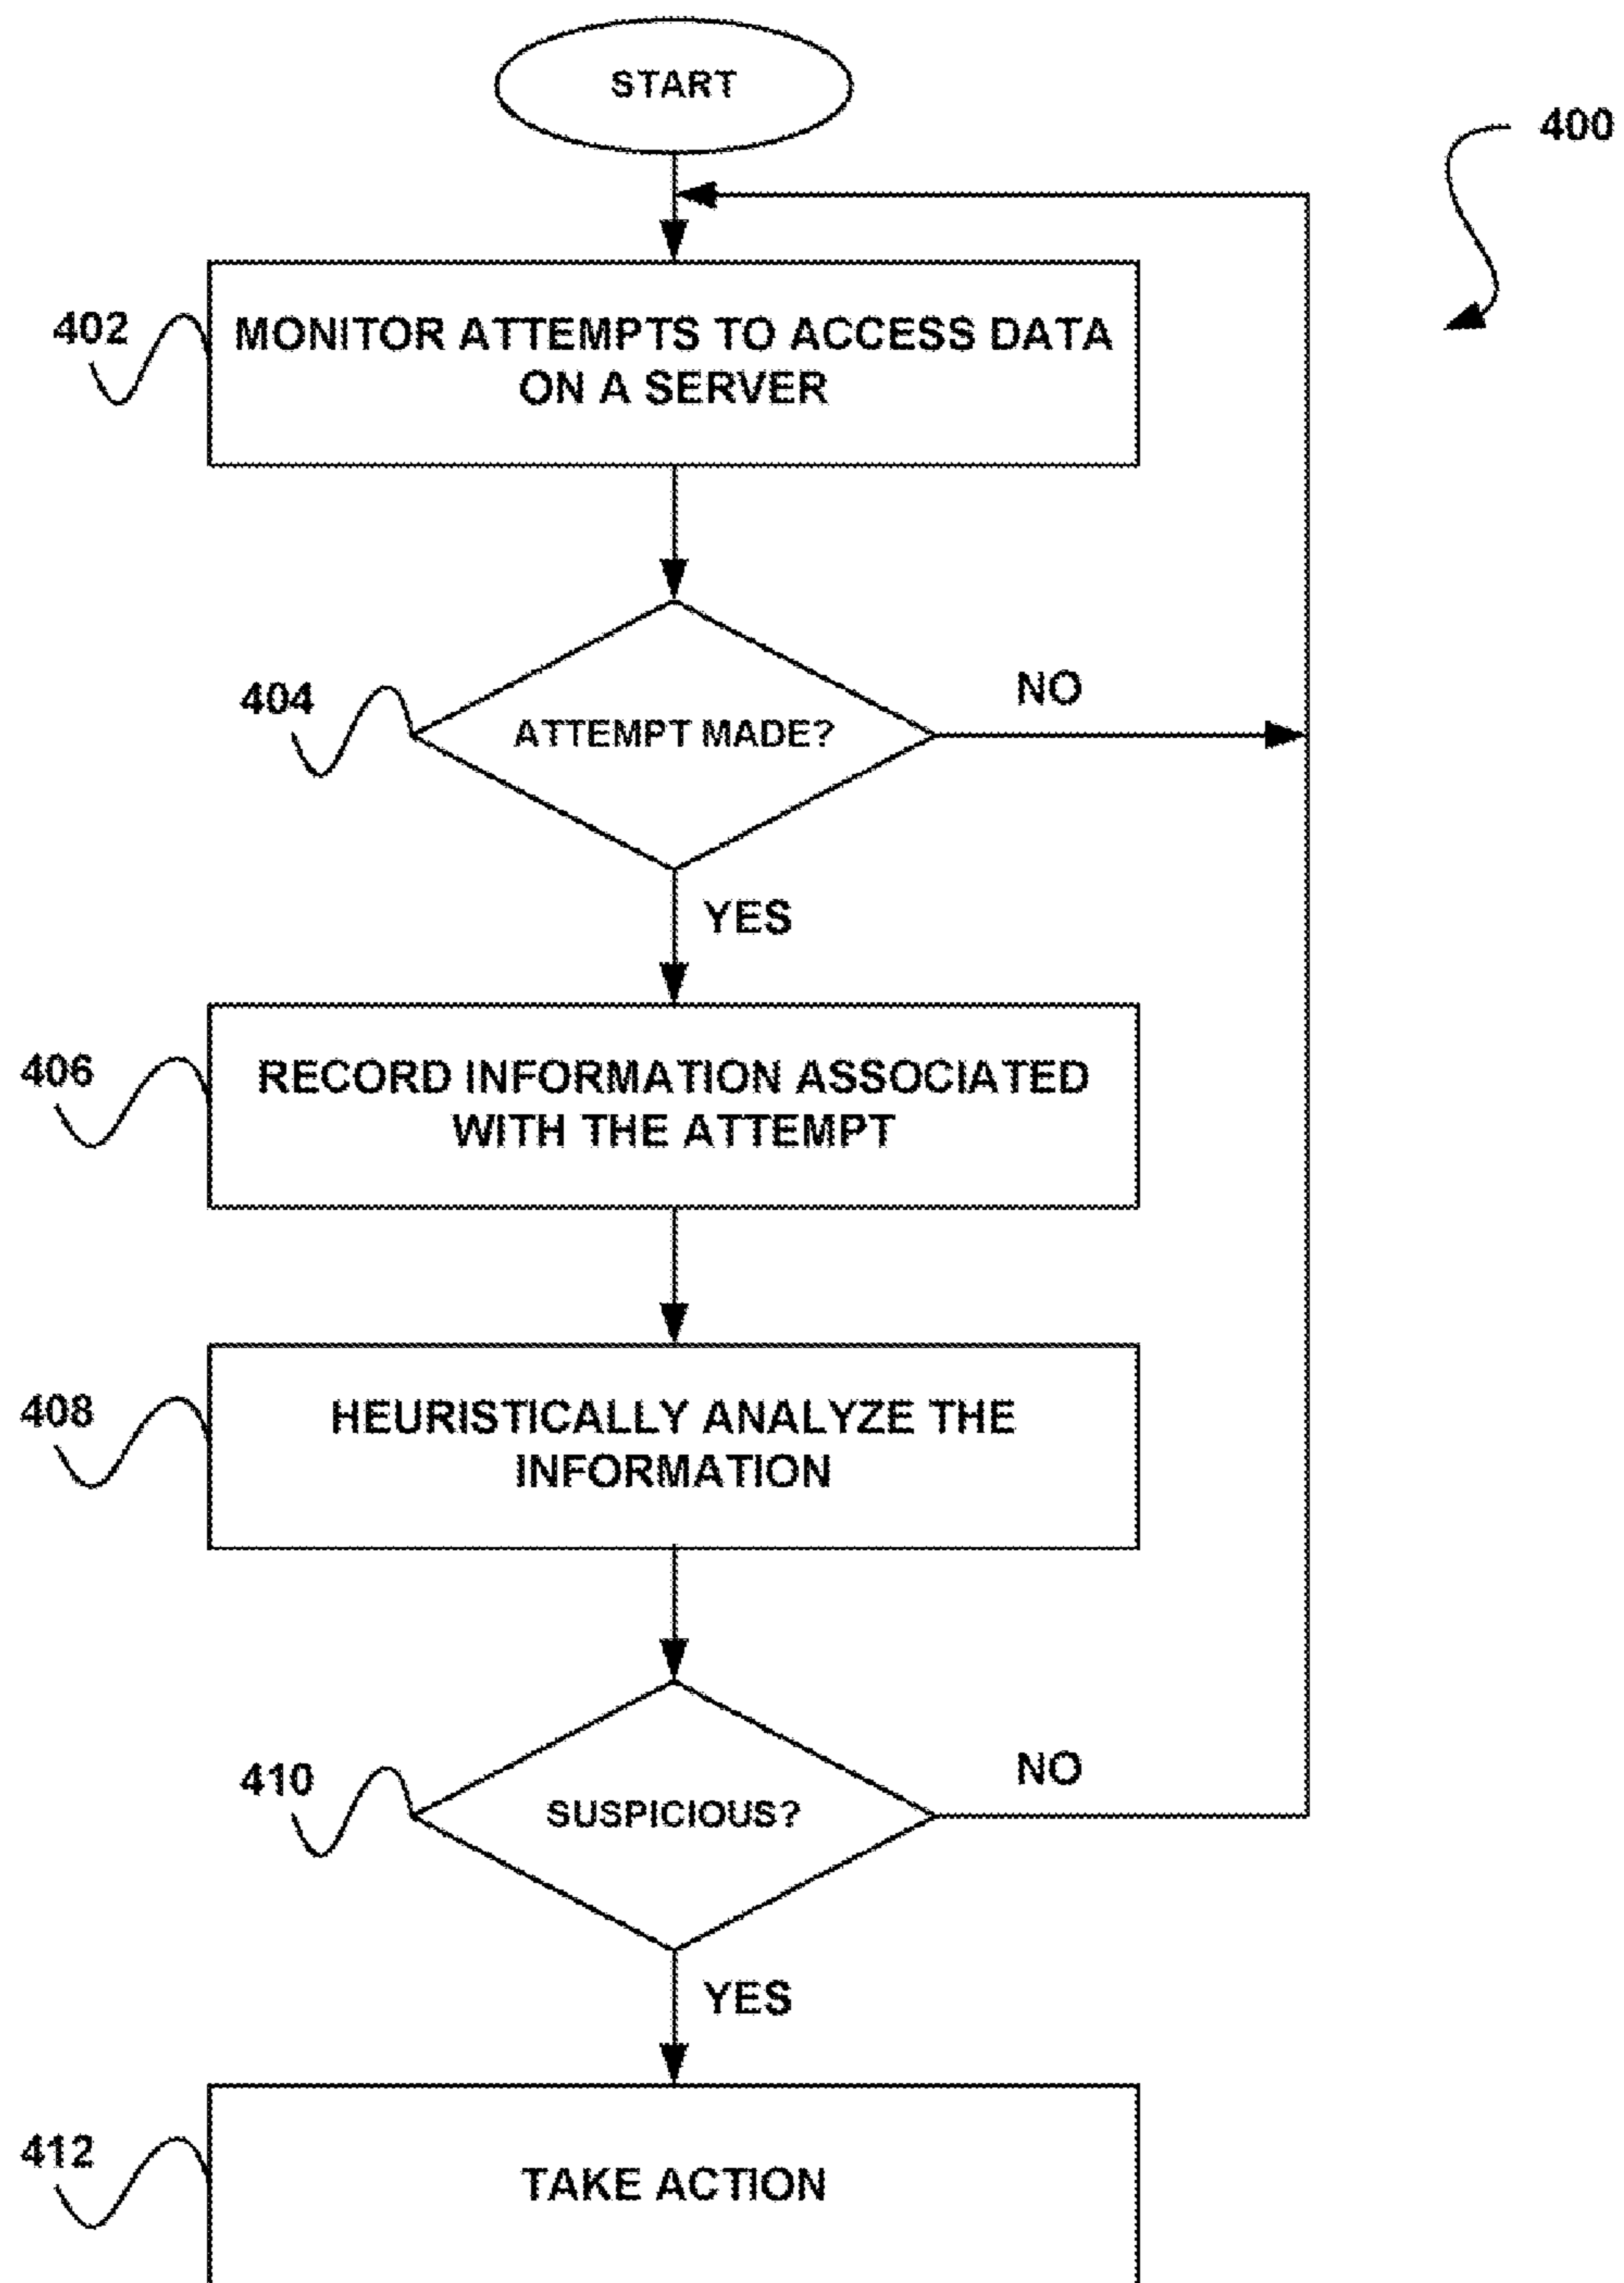 START
400
402
MONITOR ATTEMPTS TO ACCESS DATA
ON A SERVER
404
ATTEMPT MADE?
NO
YES
406
RECORD INFORMATION ASSOCIATED
WITH THE ATTEMPT
408
HEURISTICALLY ANALYZE THE
INFORMATION
410
SUSPICIOUS?
NO
YES
412
TAKE ACTION